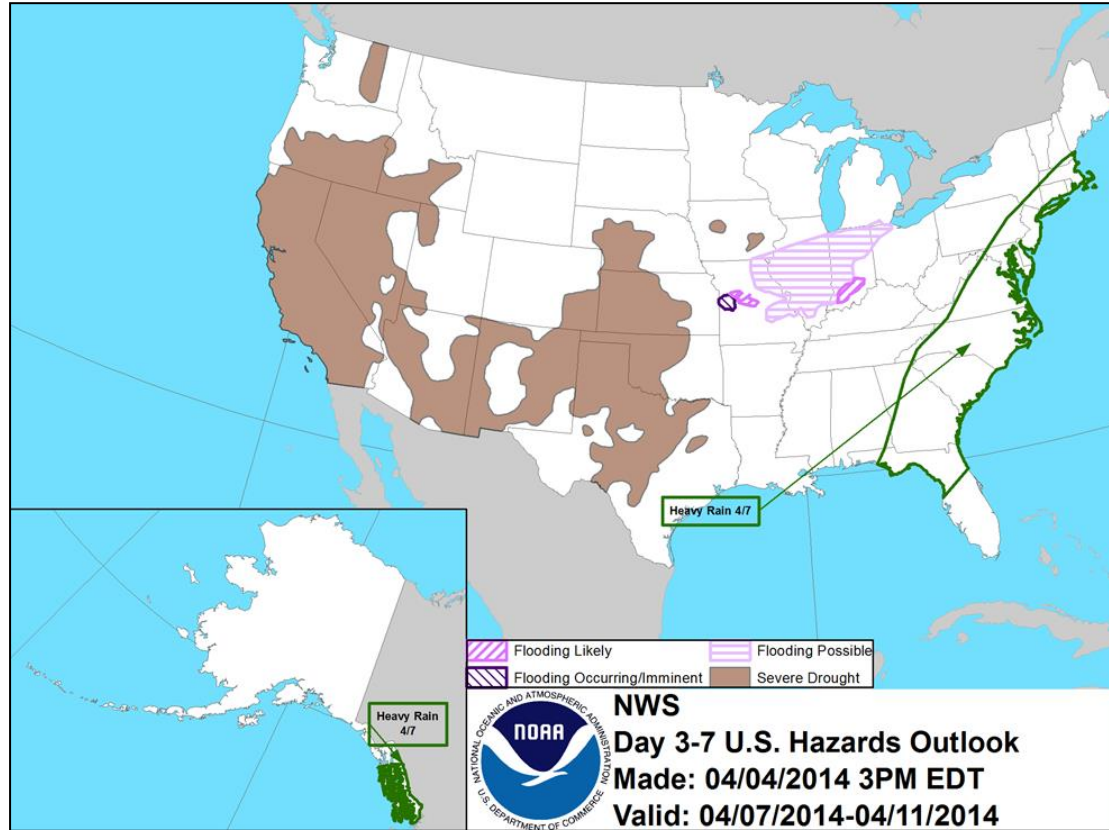 Heavy Rain 4/7
Heavy Rain
4/7
Flooding Likely
Flooding Possible
Flooding Occurring/Imminent
Severe Drought
NATIONAL OCEANIC AND ATMOSPHERIC ADMINISTRATION
NOAA
U.S. DEPARTMENT OF COMMERCE
NWS
Day 3-7 U.S. Hazards Outlook
Made: 04/04/2014 3PM EDT
Valid: 04/07/2014-04/11/2014